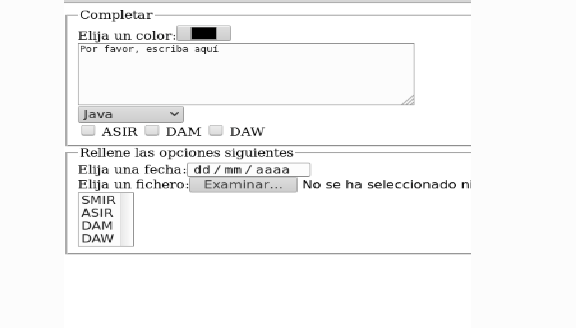 Completar
Elija un color:
Por favor, escriba aquí
Java
ASIR DAM DAW
Rellene las opciones siguientes
Elija una fecha: dd / mm / aaaa
Elija un fichero: Examinar... No se ha seleccionado ni
SMIR
ASIR
DAM
DAW